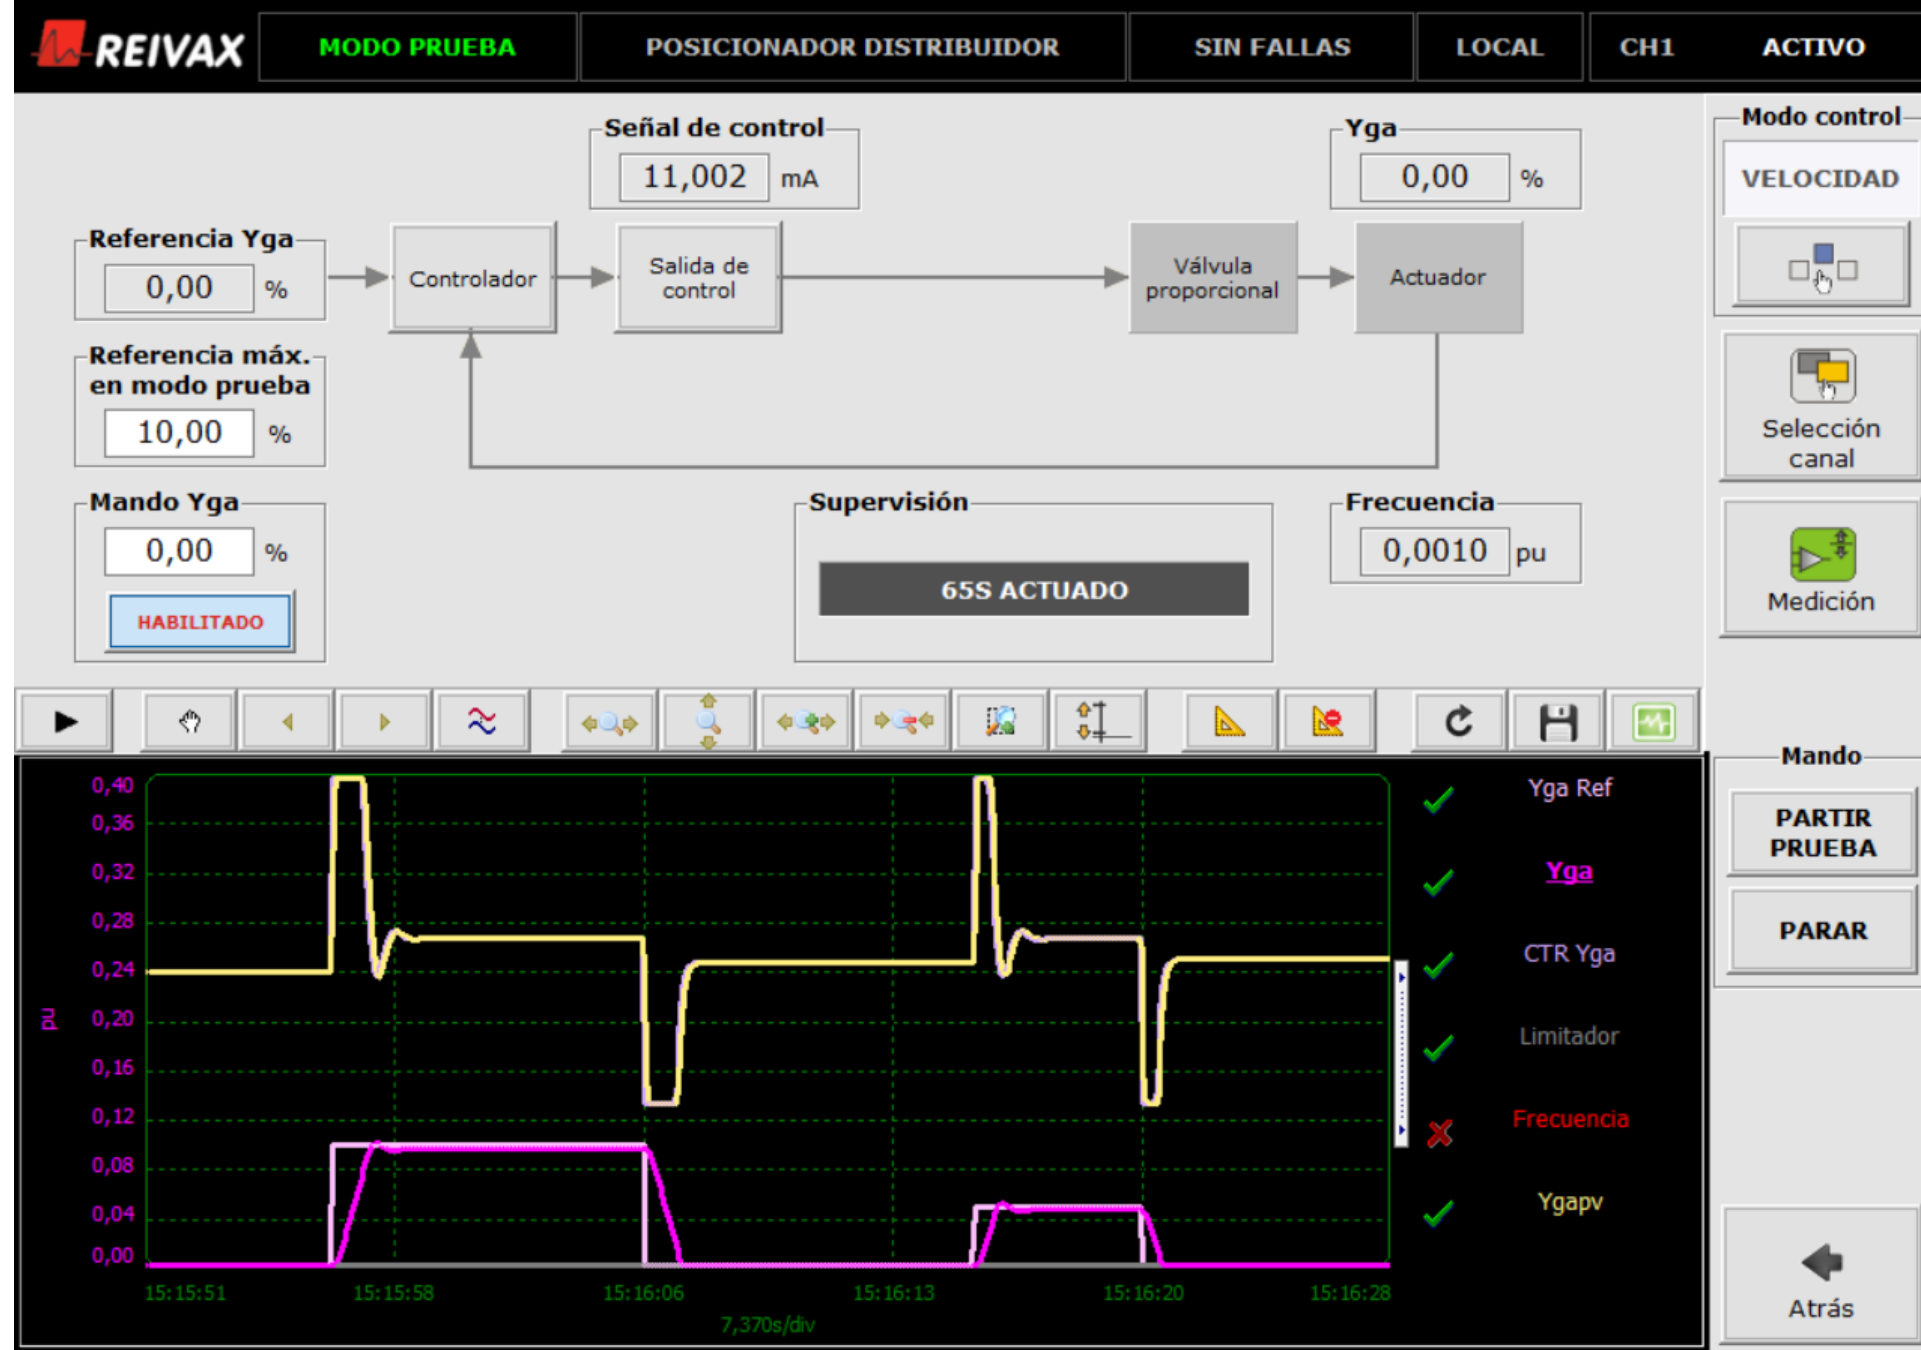 REIVAX
MODO PRUEBA
POSICIONADOR DISTRIBUIDOR
SIN FALLAS
LOCAL
CH1
ACTIVO
Señal de control
11,002 mA
Yga
0,00 %
Referencia Yga
0,00 %
Controlador
Salida de
control
Válvula
proporcional
Actuador
Referencia máx.
en modo prueba
10,00 %
Mando Yga
0,00 %
HABILITADO
Supervisión
65S ACTUADO
Frecuencia
0,0010 pu
Modo control
VELOCIDAD
Selección
canal
Medición
Mando
PARTIR
PRUEBA
PARAR
Atrás
0,40
0,36
0,32
0,28
0,24
0,20
0,16
0,12
0,08
0,04
0,00
pu
15:15:51
15:15:58
15:16:06
15:16:13
15:16:20
15:16:28
7,370s/div
Yga Ref
Yga
CTR Yga
Limitador
Frecuencia
Ygapv